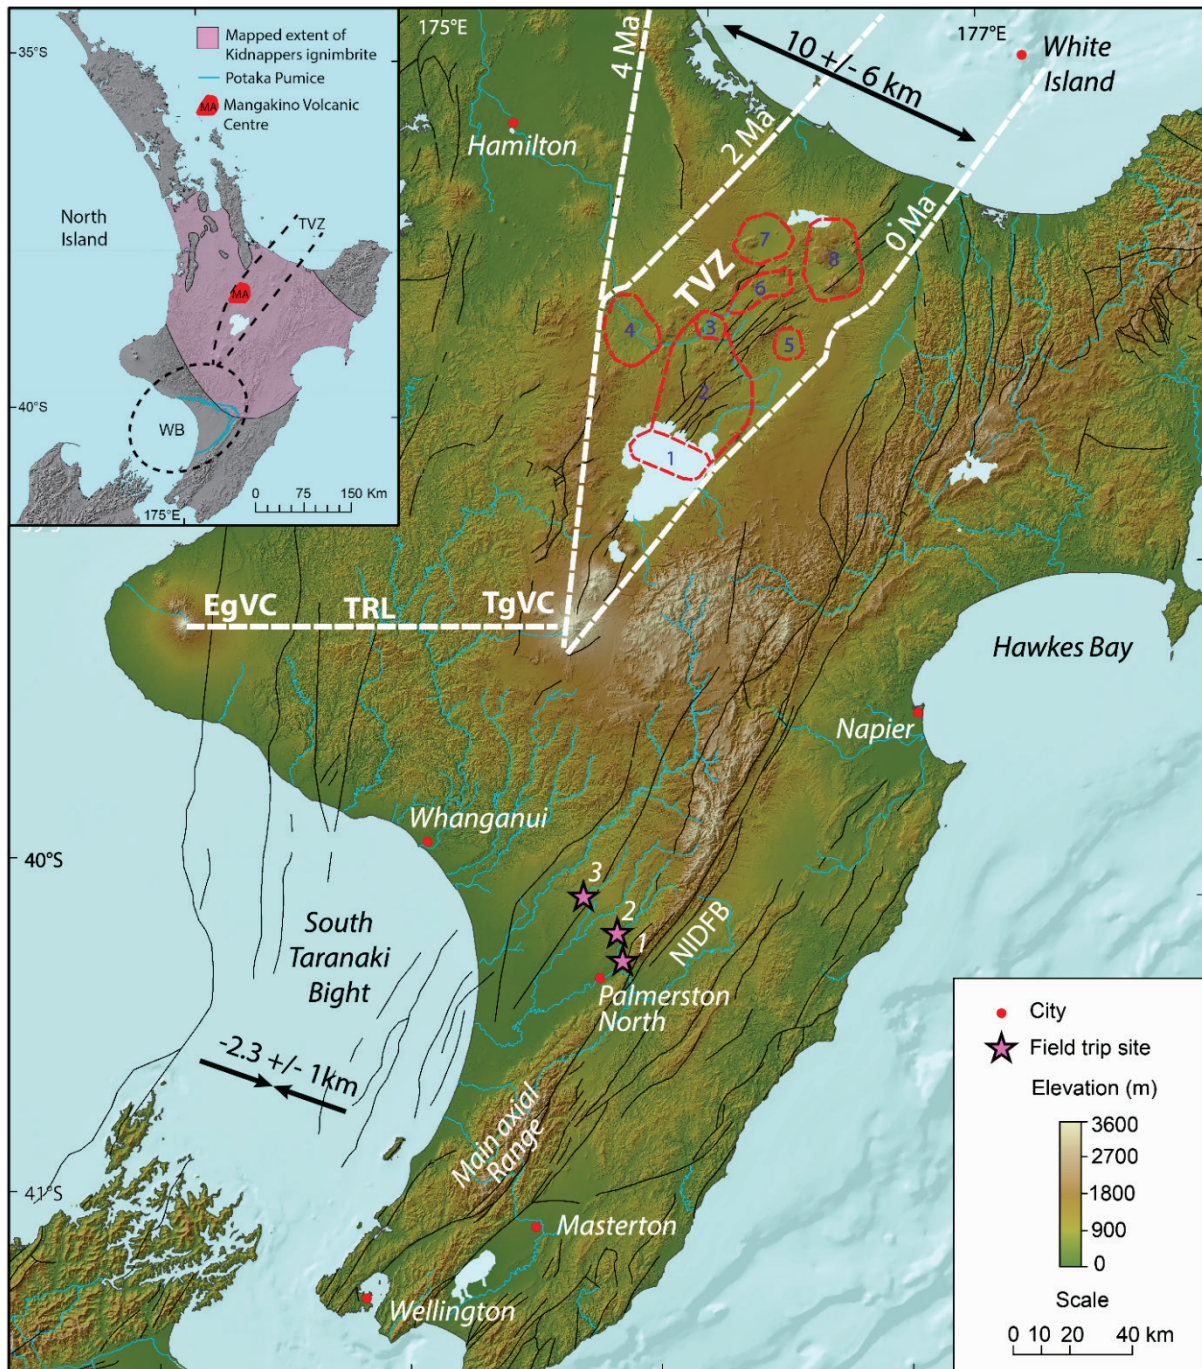 -35°S
Mapped extent of
Kidnappers ignimbrite
Potaka Pumice
MA
Mangakino Volcanic
Centre
North
Island
TVZ
MA
40°S
WB
0 75 150 Km
175°E
175°E
177°E
4 Ma
10 +/- 6 km
White
Island
Hamilton
2 Ma
0 Ma
TVZ
7
8
6
4
3
5
2
1
EgVC
TRL
TgVC
Hawkes Bay
Napier
Whanganui
40°S
3
2
1
South
Taranaki
Bight
NIDFB
Palmerston
North
-2.3 +/- 1km
Main axial
Range
41°S
Masterton
Wellington
City
Field trip site
Elevation (m)
3600
2700
1800
900
0
Scale
0 10 20 40 km